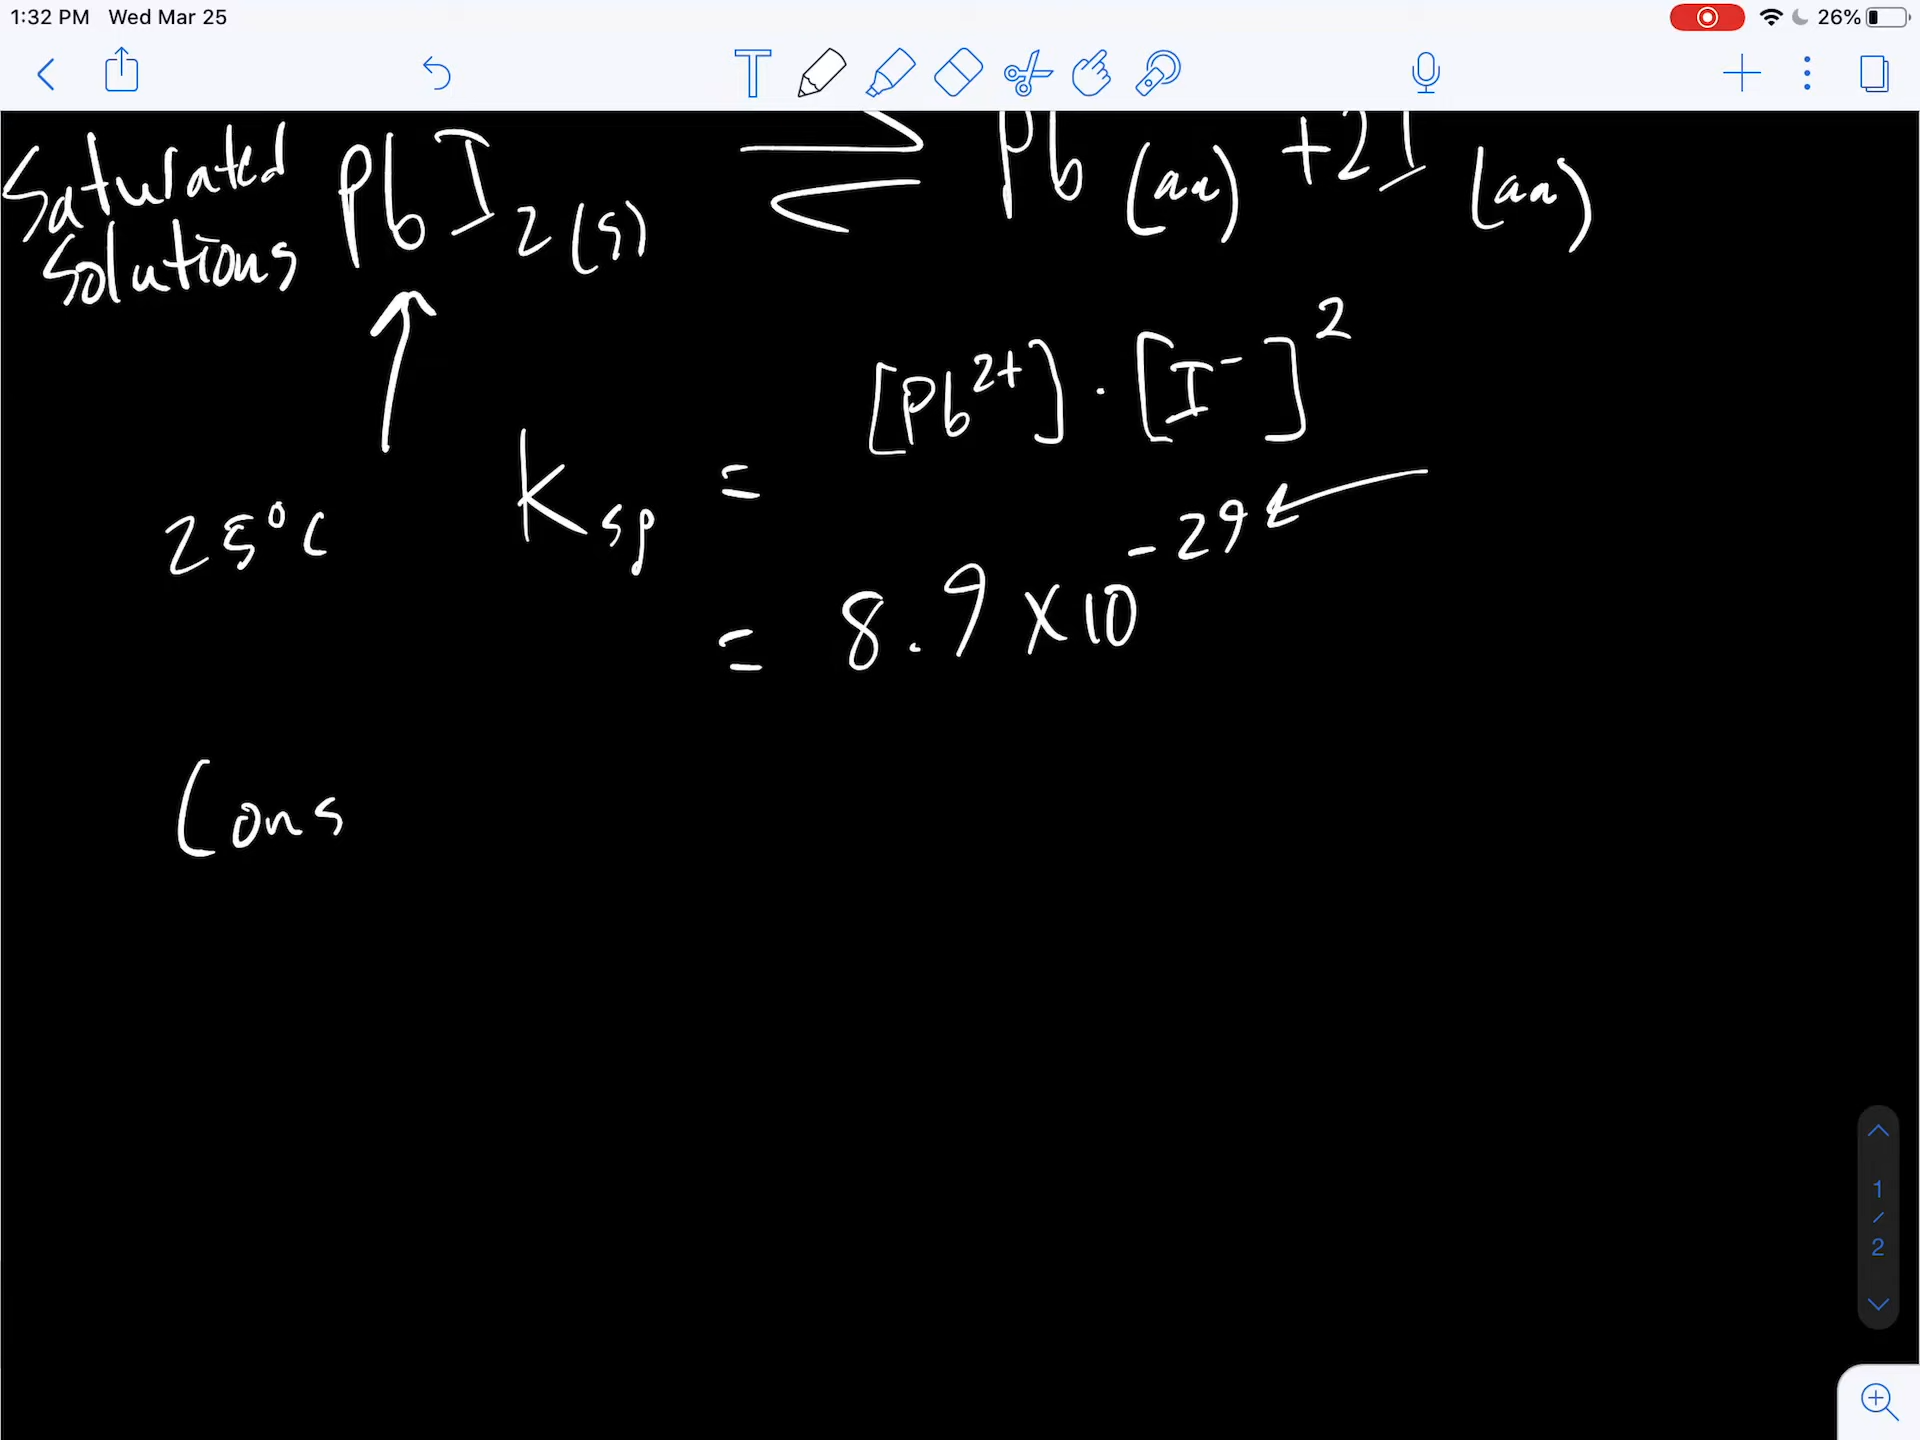 1:32 PM Wed Mar 25
26%
T
Saturated
Solutions
PbI₂(s) ⇌ Pb (aq) + 2I (aq)
25°C
Ksp = [Pb²⁺] · [I⁻]²
= 8.9 × 10⁻²⁹
Cons
1
/
2